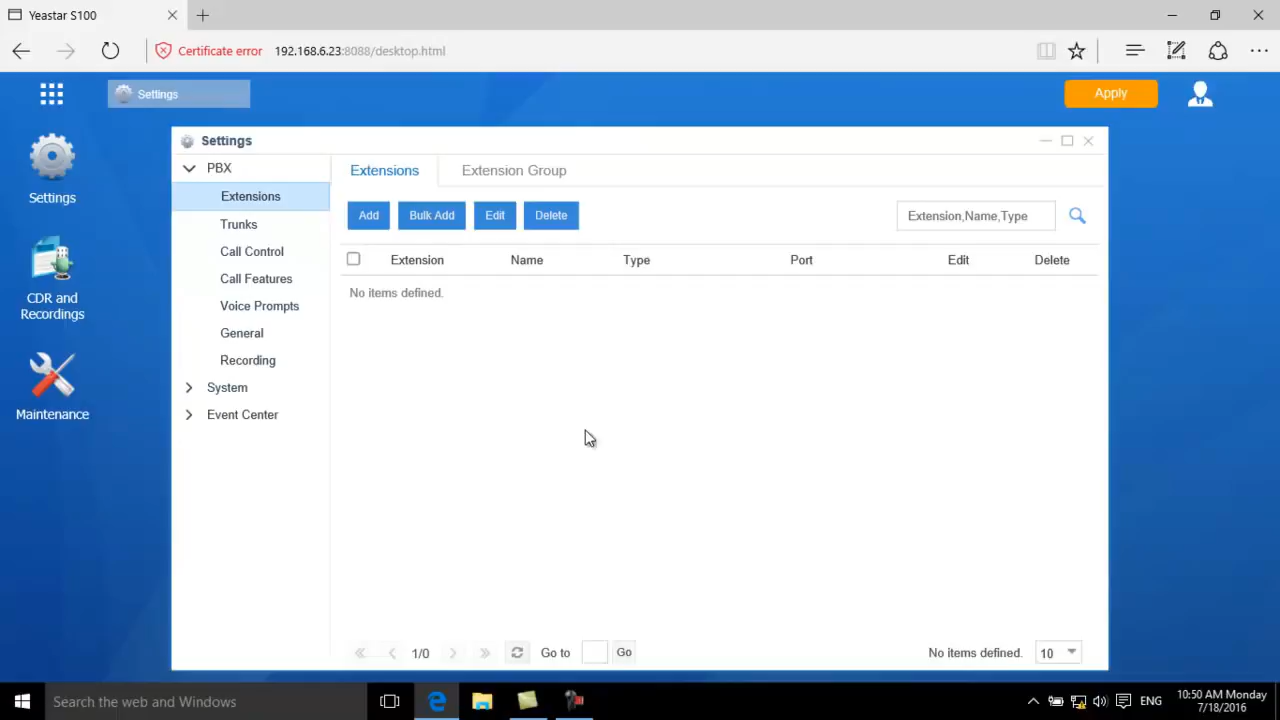 Yeastar S100
Certificate error 192.168.6.23:8088/desktop.html
Settings
Apply
Settings
CDR and
Recordings
Maintenance
Settings
PBX
Extensions
Trunks
Call Control
Call Features
Voice Prompts
General
Recording
System
Event Center
Extensions Extension Group
Add Bulk Add Edit Delete Extension,Name,Type
Extension Name Type Port Edit Delete
No items defined.
1/0 Go to Go No items defined. 10
Search the web and Windows
ENG
10:50 AM Monday
7/18/2016